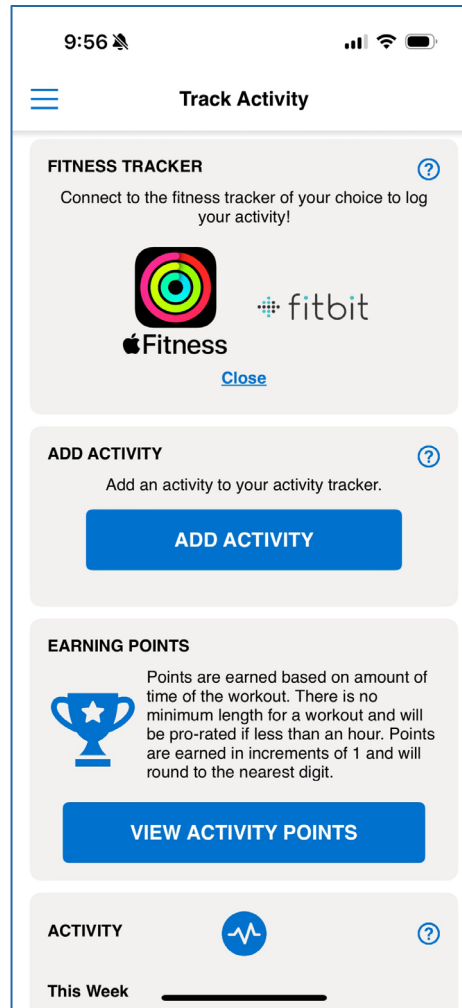 9:56
Track Activity
FITNESS TRACKER
?
Connect to the fitness tracker of your choice to log
your activity!
Fitness
fitbit
Close
ADD ACTIVITY
?
Add an activity to your activity tracker.
ADD ACTIVITY
EARNING POINTS
Points are earned based on amount of
time of the workout. There is no
minimum length for a workout and will
be pro-rated if less than an hour. Points
are earned in increments of 1 and will
round to the nearest digit.
VIEW ACTIVITY POINTS
ACTIVITY
?
This Week